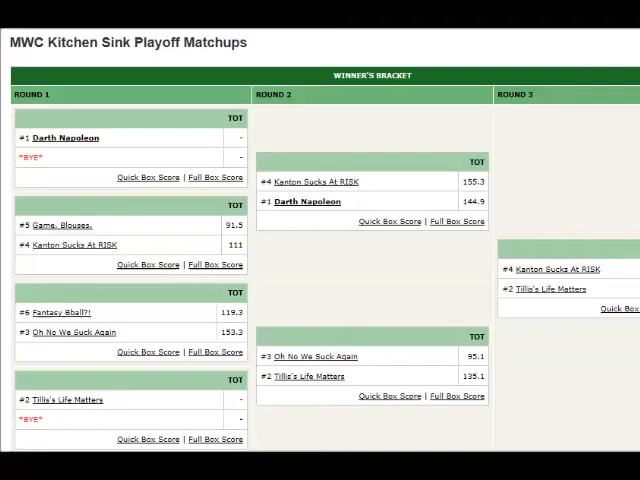 MWC Kitchen Sink Playoff Matchups
WINNER'S BRACKET
ROUND 1
ROUND 2
ROUND 3
TOT
#1 Darth Napoleon -
*BYE* -
Quick Box Score | Full Box Score
TOT
#5 Game, Blouses. 91.5
#4 Kanton Sucks At RISK 111
Quick Box Score | Full Box Score
TOT
#6 Fantasy Bball?! 119.3
#3 Oh No We Suck Again 153.3
Quick Box Score | Full Box Score
TOT
#2 Tillis's Life Matters -
*BYE* -
Quick Box Score | Full Box Score
TOT
#4 Kanton Sucks At RISK 155.3
#1 Darth Napoleon 144.9
Quick Box Score | Full Box Score
TOT
#3 Oh No We Suck Again 95.1
#2 Tillis's Life Matters 135.1
Quick Box Score | Full Box Score
#4 Kanton Sucks At RISK
#2 Tillis's Life Matters
Quick Box